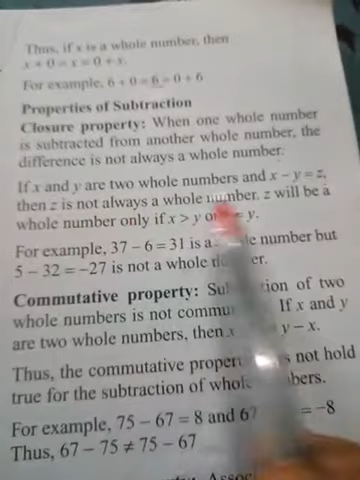 Thus, if x is a whole number, then
x + 0 = x = 0 + x.
For example, 6 + 0 = 6 = 0 + 6
Properties of Subtraction
Closure property: When one whole number
is subtracted from another whole number, the
difference is not always a whole number.
If x and y are two whole numbers and x − y = z,
then z is not always a whole number. z will be a
whole number only if x > y or = y.
For example, 37 − 6 = 31 is a number but
5 − 32 = −27 is not a whole
Commutative property: of two
whole numbers is not If x and y
are two whole numbers, then y − x.
Thus, the commutative not hold
true for the subtraction of
For example, 75 − 67 = 8 and 67 = −8
Thus, 67 − 75 ≠ 75 − 67